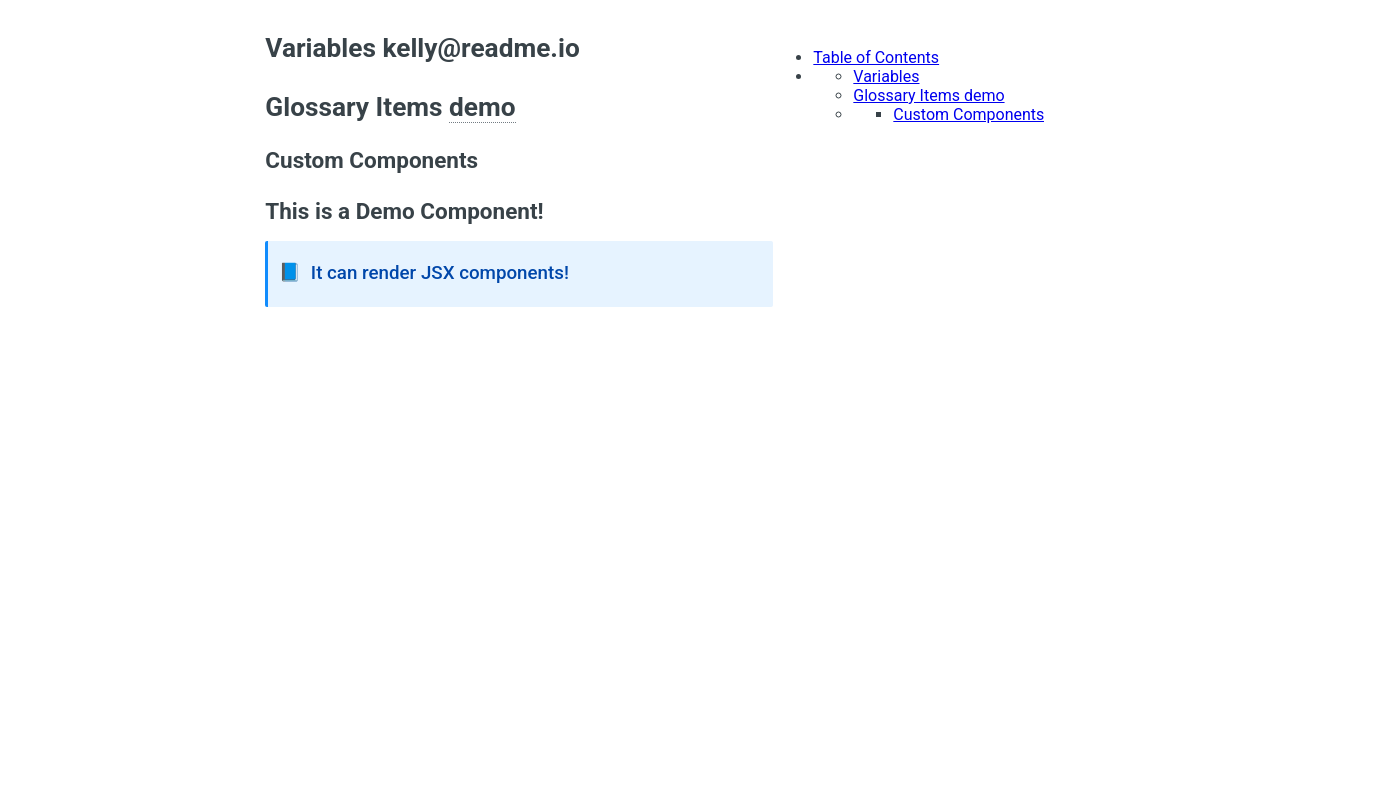 Variables kelly@readme.io
Glossary Items demo
Custom Components
This is a Demo Component!
📘 It can render JSX components!
Table of Contents
Variables
Glossary Items demo
Custom Components